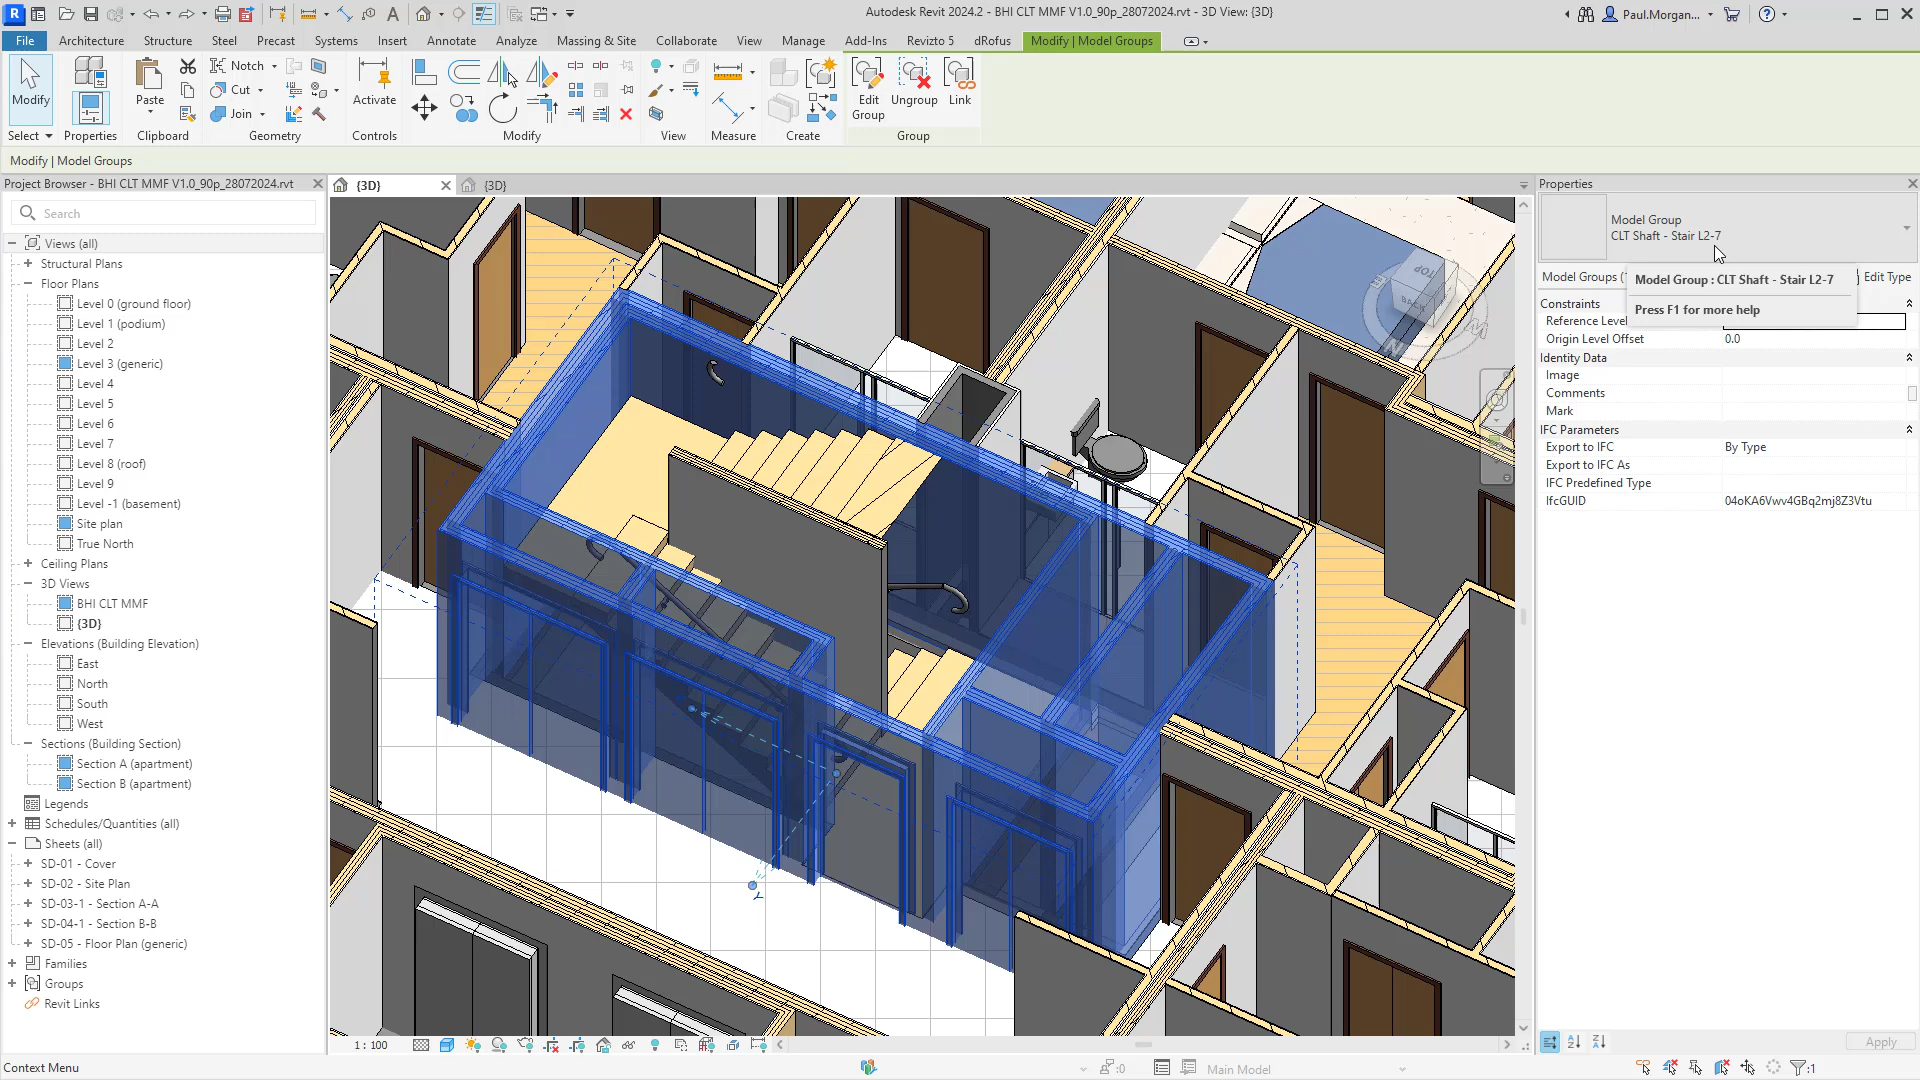 Autodesk Revit 2024.2 - BHI CLT MMF V1.0_90p_28072024.rvt - 3D View: {3D}
Paul.Morgan...
File
Architecture
Structure
Steel
Precast
Systems
Insert
Annotate
Analyze
Massing & Site
Collaborate
View
Manage
Add-Ins
Revizto 5
dRofus
Modify | Model Groups
Modify
Paste
Notch
Cut
Join
Activate
Edit
Group
Ungroup
Link
Select
Properties
Clipboard
Geometry
Controls
Modify
View
Measure
Create
Group
Modify | Model Groups
Project Browser - BHI CLT MMF V1.0_90p_28072024.rvt
Search
Views (all)
Structural Plans
Floor Plans
Level 0 (ground floor)
Level 1 (podium)
Level 2
Level 3 (generic)
Level 4
Level 5
Level 6
Level 7
Level 8 (roof)
Level 9
Level -1 (basement)
Site plan
True North
Ceiling Plans
3D Views
BHI CLT MMF
{3D}
Elevations (Building Elevation)
East
North
South
West
Sections (Building Section)
Section A (apartment)
Section B (apartment)
Legends
Schedules/Quantities (all)
Sheets (all)
SD-01 - Cover
SD-02 - Site Plan
SD-03-1 - Section A-A
SD-04-1 - Section B-B
SD-05 - Floor Plan (generic)
Families
Groups
Revit Links
{3D}
{3D}
TOP
BACK
1 : 100
Properties
Model Group
CLT Shaft - Stair L2-7
Model Groups (
Edit Type
Model Group : CLT Shaft - Stair L2-7
Press F1 for more help
Constraints
Reference Level
Origin Level Offset
0.0
Identity Data
Image
Comments
Mark
IFC Parameters
Export to IFC
By Type
Export to IFC As
IFC Predefined Type
IfcGUID
04oKA6Vwv4GBq2mj8Z3Vtu
Apply
Context Menu
:0
Main Model
:1